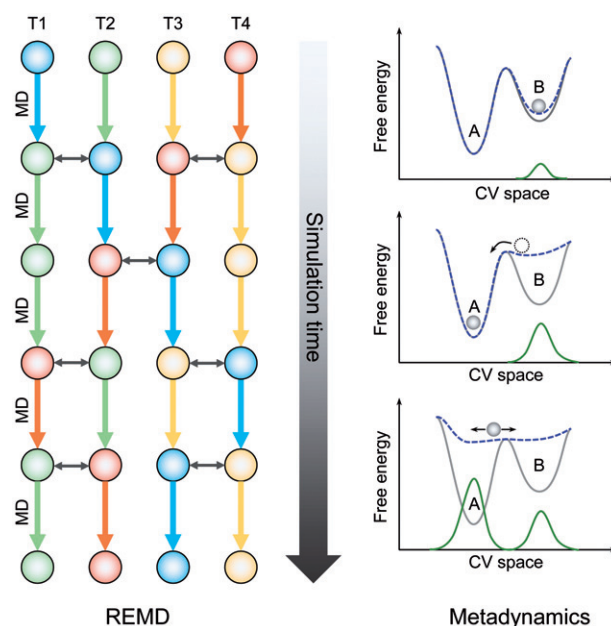 T1 T2 T3 T4
MD
MD
MD
MD
MD
REMD
Simulation time
Free energy
A
B
CV space
Free energy
A
B
CV space
Free energy
A
B
CV space
Metadynamics